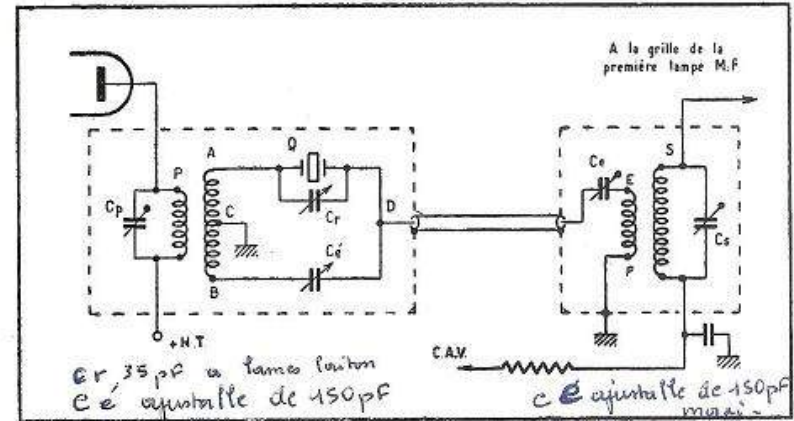 A la grille de la
première lampe M.F
A
Q
P
Cp
C
Cr
D
Cé
B
+H.T
Ce
E
S
P
Cs
C.A.V.
Cr, 35 pF a lames laiton
Cé ajustable de 150 pF
C e ajustable de 150 pF